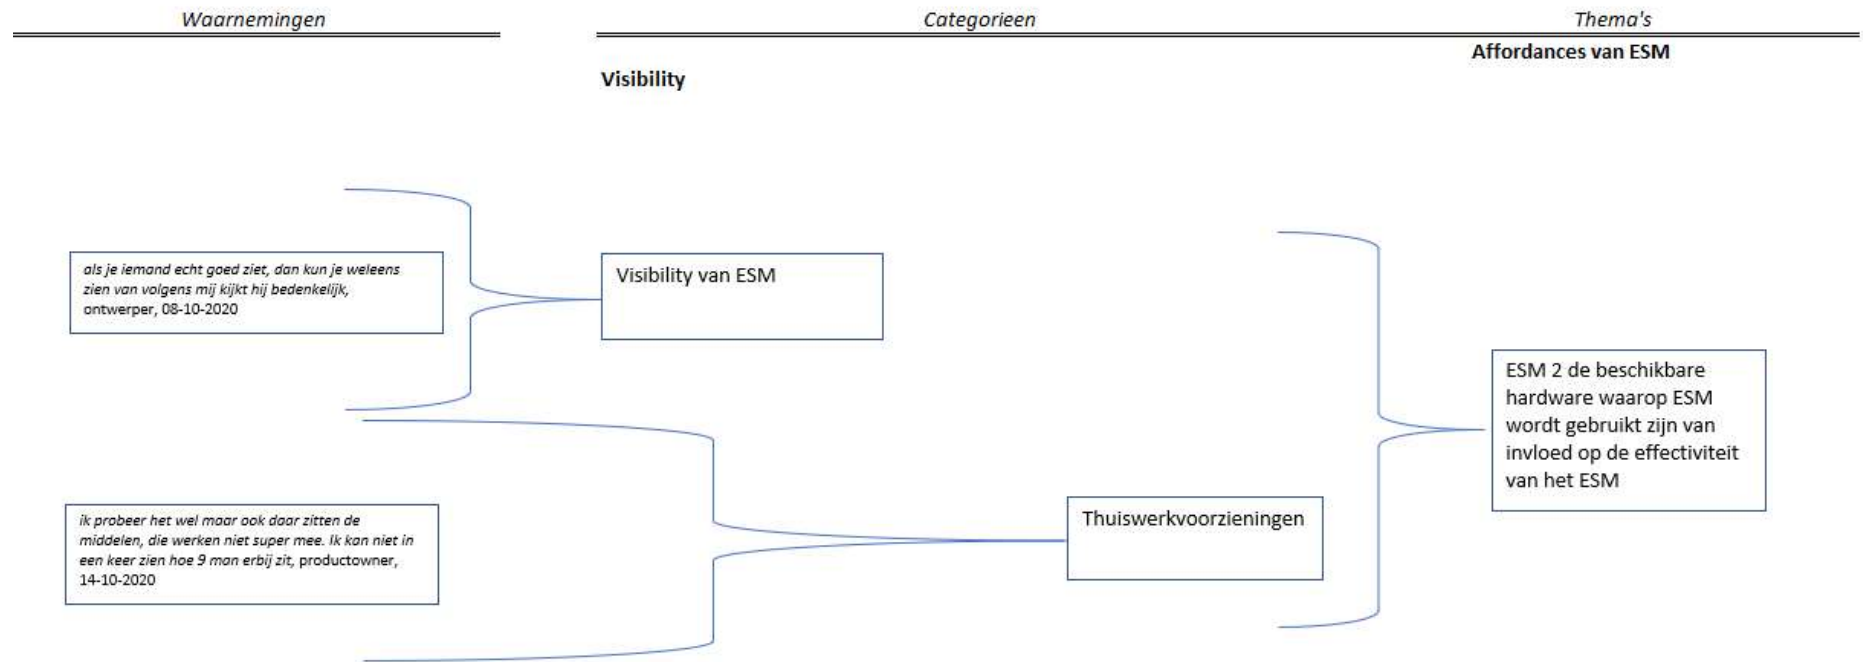 Waarnemingen
Categorieen
Thema's
Affordances van ESM
Visibility
als je iemand echt goed ziet, dan kun je weleens
zien van volgens mij kijkt hij bedenkelijk,
ontwerper, 08-10-2020
Visibility van ESM
ESM 2 de beschikbare
hardware waarop ESM
wordt gebruikt zijn van
invloed op de effectiviteit
van het ESM
ik probeer het wel maar ook daar zitten de
middelen, die werken niet super mee. Ik kan niet in
een keer zien hoe 9 man erbij zit, productowner,
14-10-2020
Thuiswerkvoorzieningen